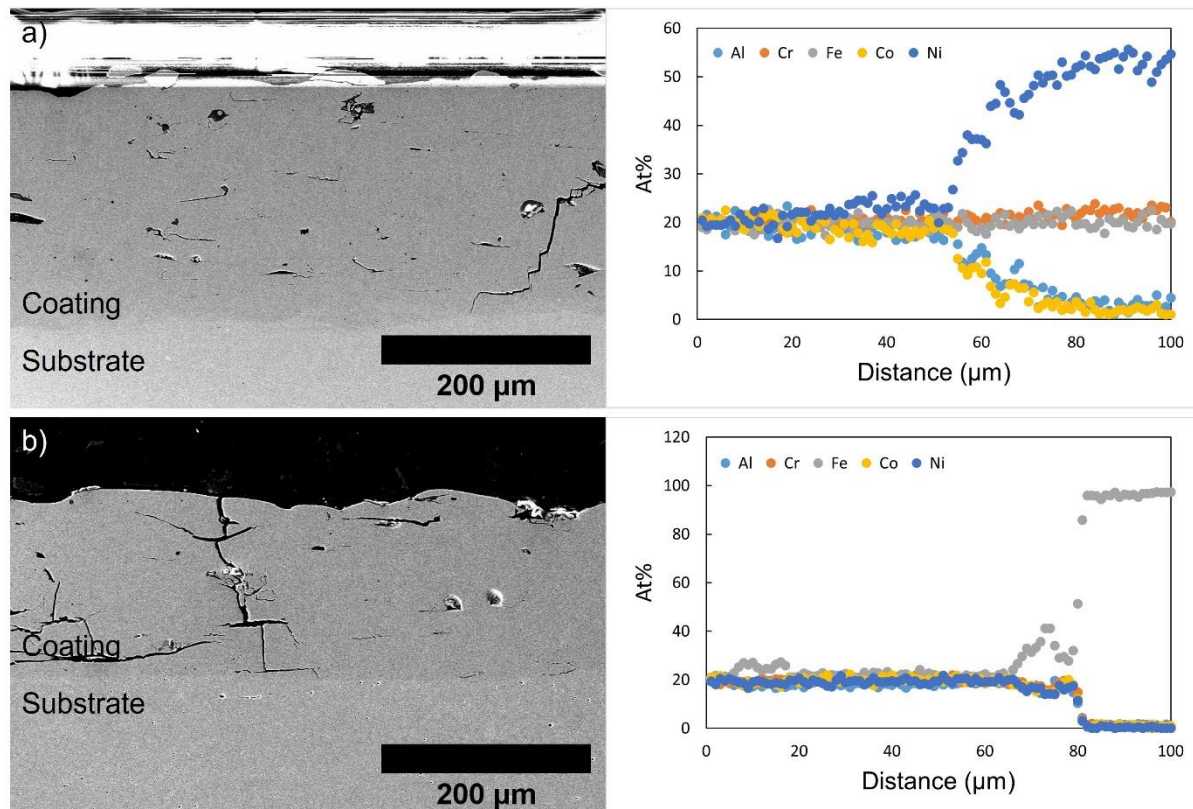 a)
Coating
Substrate
200 µm
60
50
40
30
20
10
0
At%
Al Cr Fe Co Ni
0 20 40 60 80 100
Distance (µm)
b)
Coating
Substrate
200 µm
120
100
80
60
40
20
0
At%
Al Cr Fe Co Ni
0 20 40 60 80 100
Distance (µm)